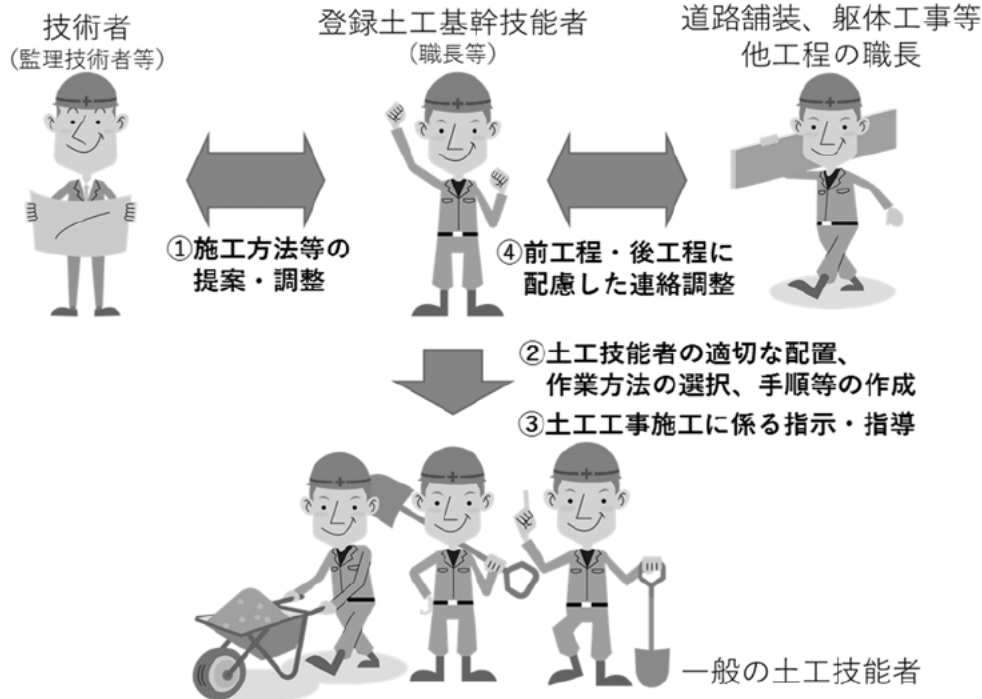 技術者
(監理技術者等)
登録土工基幹技能者
(職長等)
道路舗装、躯体工事等
他工程の職長
①施工方法等の
提案・調整
④前工程・後工程に
配慮した連絡調整
②土工技能者の適切な配置、
作業方法の選択、手順等の作成
③土工工事施工に係る指示・指導
一般の土工技能者